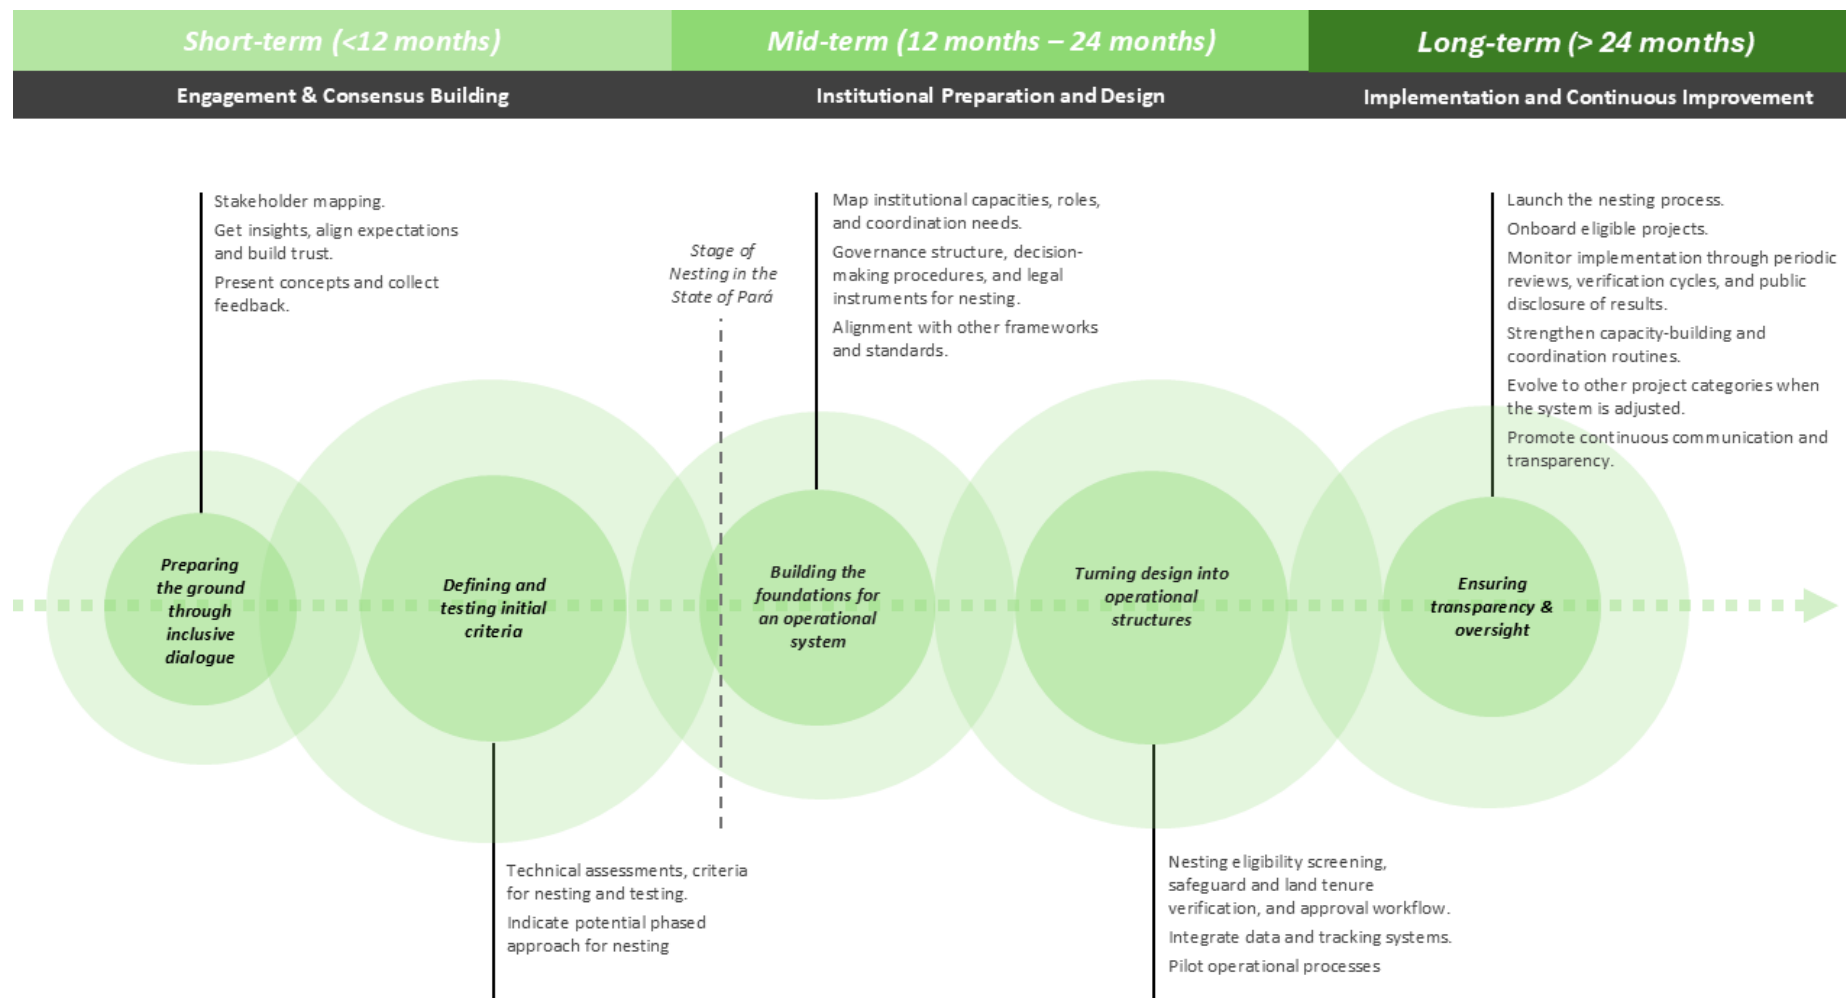 Short-term (<12 months)
Mid-term (12 months – 24 months)
Long-term (> 24 months)
Engagement & Consensus Building
Institutional Preparation and Design
Implementation and Continuous Improvement
Stakeholder mapping.
Get insights, align expectations
and build trust.
Present concepts and collect
feedback.
Stage of
Nesting in the
State of Pará
Map institutional capacities, roles,
and coordination needs.
Governance structure, decision-
making procedures, and legal
instruments for nesting.
Alignment with other frameworks
and standards.
Launch the nesting process.
Onboard eligible projects.
Monitor implementation through periodic
reviews, verification cycles, and public
disclosure of results.
Strengthen capacity-building and
coordination routines.
Evolve to other project categories when
the system is adjusted.
Promote continuous communication and
transparency.
Preparing
the ground
through
inclusive
dialogue
Defining and
testing initial
criteria
Building the
foundations for
an operational
system
Turning design into
operational
structures
Ensuring
transparency &
oversight
Technical assessments, criteria
for nesting and testing.
Indicate potential phased
approach for nesting
Nesting eligibility screening,
safeguard and land tenure
verification, and approval workflow.
Integrate data and tracking systems.
Pilot operational processes